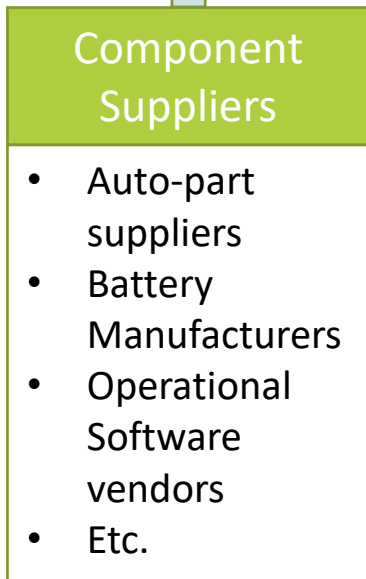 Component
Suppliers
• Auto-part
suppliers
• Battery
Manufacturers
• Operational
Software
vendors
• Etc.